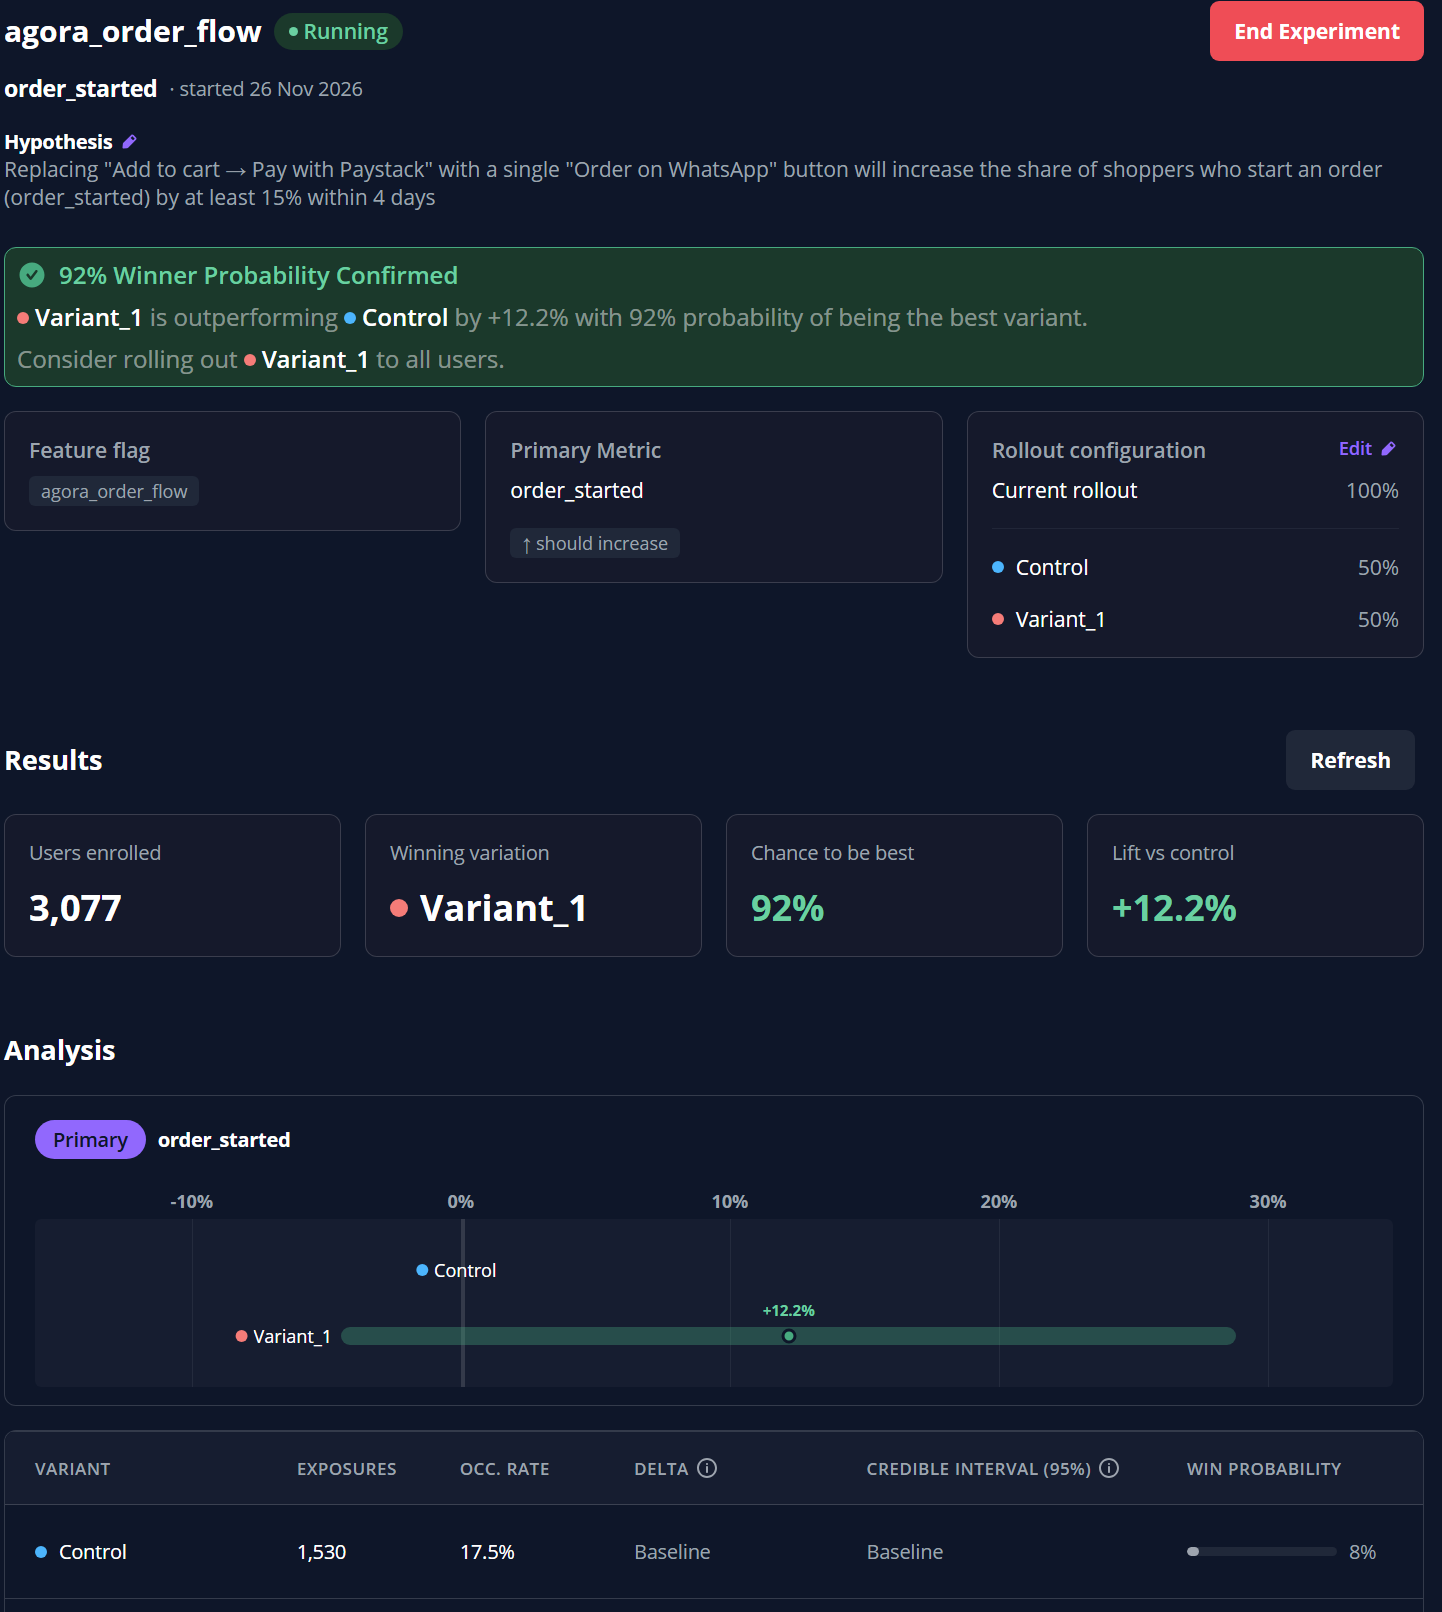 agora_order_flow
Running
End Experiment
order_started · started 26 Nov 2026
Hypothesis
Replacing "Add to cart → Pay with Paystack" with a single "Order on WhatsApp" button will increase the share of shoppers who start an order
(order_started) by at least 15% within 4 days
92% Winner Probability Confirmed
Variant_1 is outperforming Control by +12.2% with 92% probability of being the best variant.
Consider rolling out Variant_1 to all users.
Feature flag
agora_order_flow
Primary Metric
order_started
↑ should increase
Rollout configuration
Edit
Current rollout 100%
Control 50%
Variant_1 50%
Results
Refresh
Users enrolled
3,077
Winning variation
Variant_1
Chance to be best
92%
Lift vs control
+12.2%
Analysis
Primary order_started
-10% 0% 10% 20% 30%
Control
+12.2%
Variant_1
VARIANT EXPOSURES OCC. RATE DELTA CREDIBLE INTERVAL (95%) WIN PROBABILITY
Control 1,530 17.5% Baseline Baseline 8%